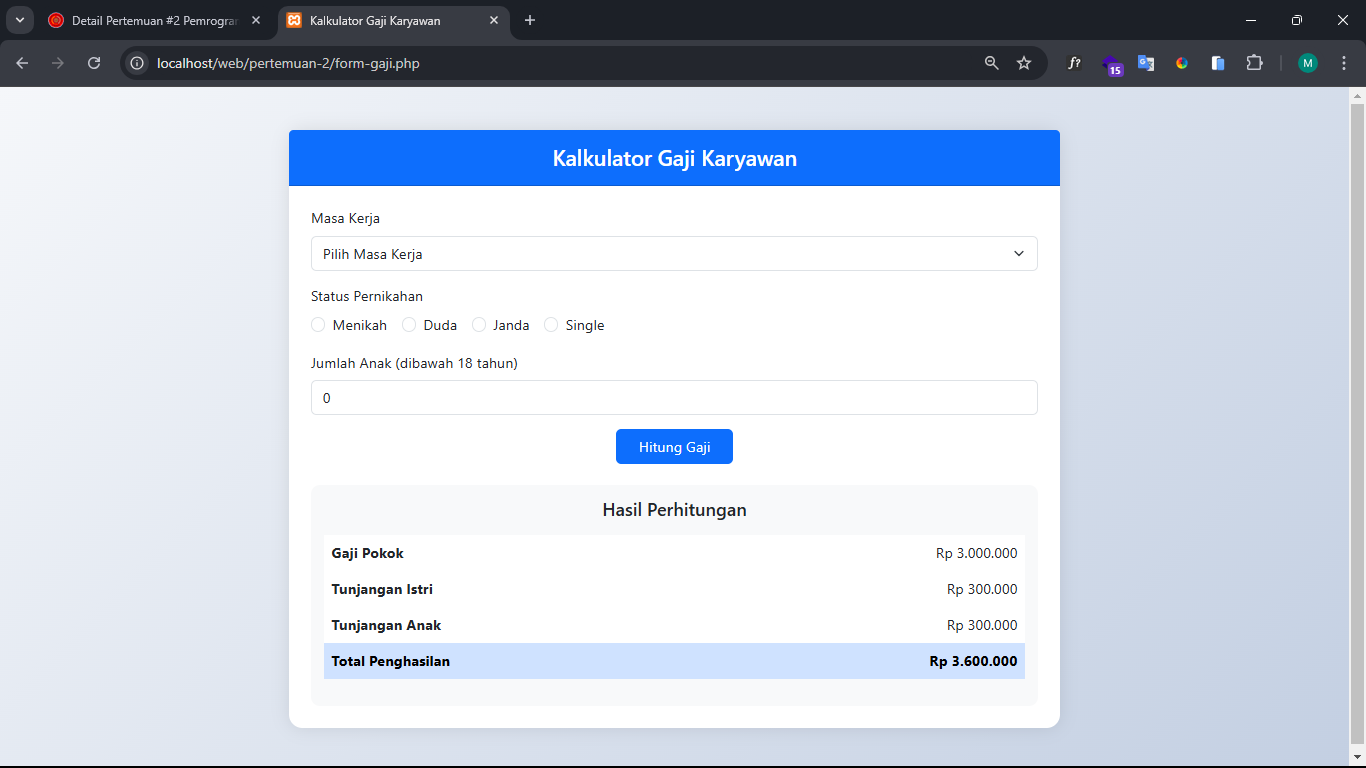 Detail Pertemuan #2 Pemrogra
Kalkulator Gaji Karyawan
localhost/web/pertemuan-2/form-gaji.php
f?
15
M
Kalkulator Gaji Karyawan
Masa Kerja
Pilih Masa Kerja
Status Pernikahan
Menikah Duda Janda Single
Jumlah Anak (dibawah 18 tahun)
0
Hitung Gaji
Hasil Perhitungan
Gaji Pokok Rp 3.000.000
Tunjangan Istri Rp 300.000
Tunjangan Anak Rp 300.000
Total Penghasilan Rp 3.600.000